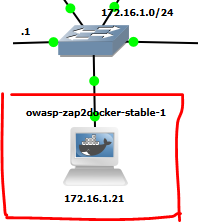 172.16.1.0/24
.1
owasp-zap2docker-stable-1
172.16.1.21